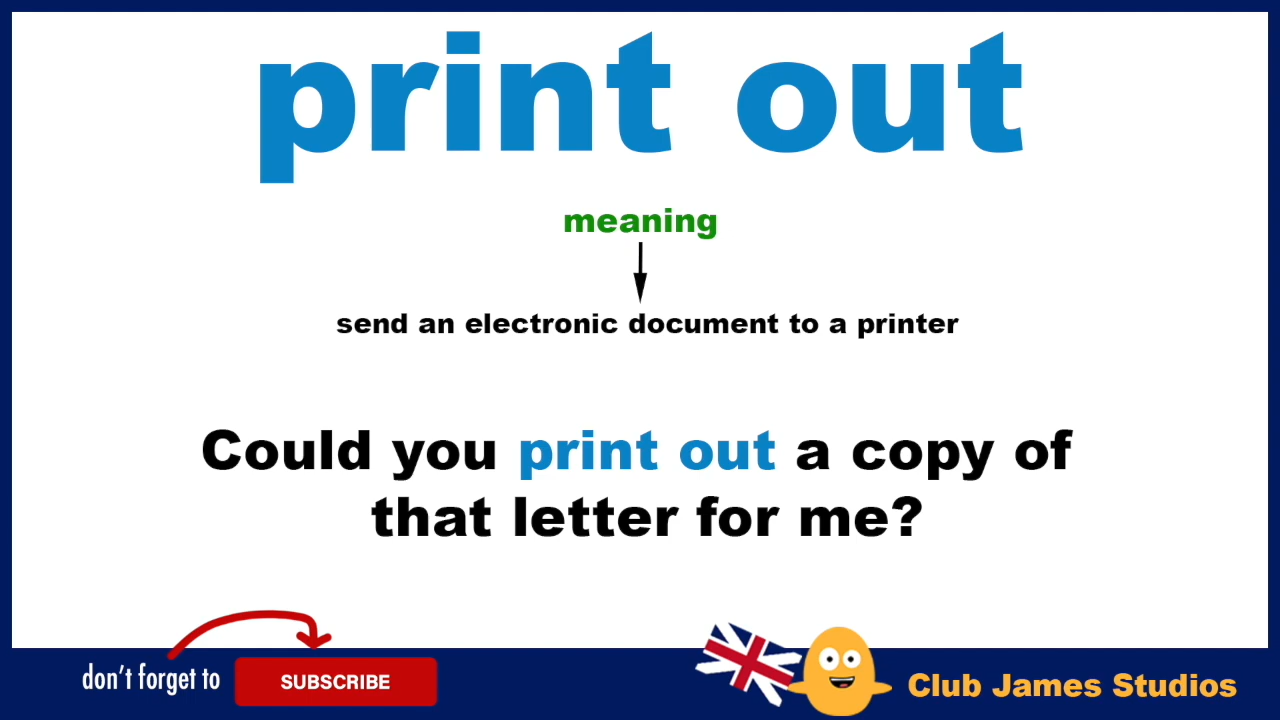 print out
meaning
send an electronic document to a printer
Could you print out a copy of
that letter for me?
don't forget to
SUBSCRIBE
Club James Studios